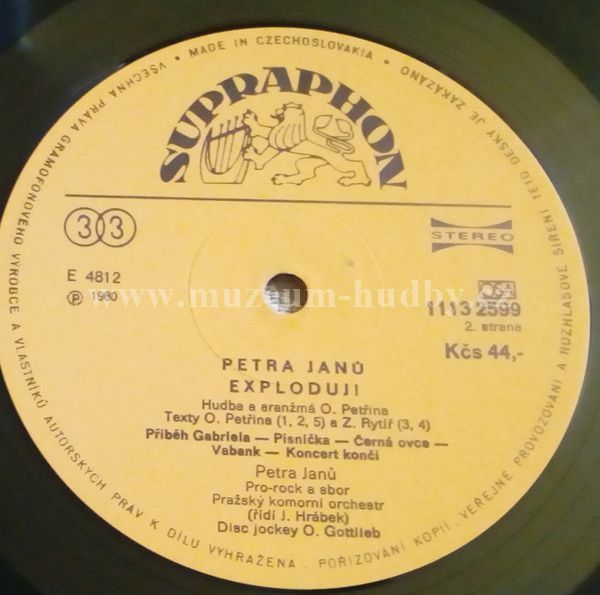 VŠECHNA PRÁVA GRAMOFONOVÉHO VÝROBCE A VLASTNÍKŮ AUTORSKÝCH PRÁV K DÍLU VYHRAŽENA. POŘIZOVÁNÍ KOPIÍ, VEŘEJNÉ PROVOZOVÁNÍ A ROZHLASOVÉ ŠÍŘENÍ TÉTO DESKY JE ZAKÁZÁNO • MADE IN CZECHOSLOVAKIA •
SUPRAPHON
33
STEREO
E 4812
OSA
Ⓟ 1980
www.muzeum-hudby.cz
1113 2599
2. strana
Kčs 44,-
PETRA JANŮ
EXPLODUJI
Hudba a aranžmá O. Petřina
Texty O. Petřina (1, 2, 5) a Z. Rytíř (3, 4)
Příběh Gabriela — Písnička — Černá ovce —
Vabank — Koncert končí
Petra Janů
Pro-rock a sbor
Pražský komorní orchestr
(řídí J. Hrábek)
Disc jockey O. Gottlieb